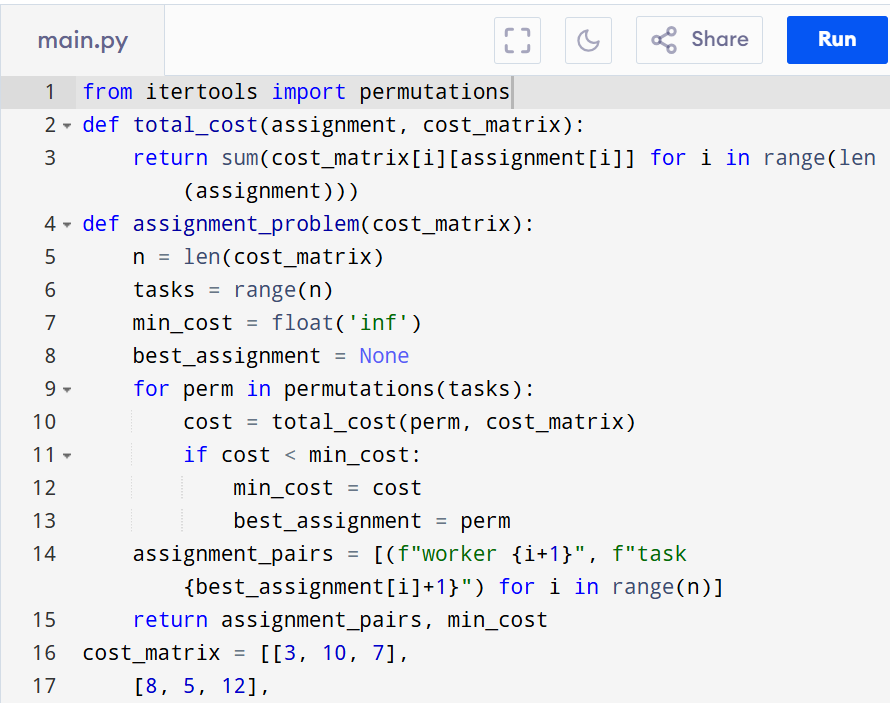 main.py
Share
Run
1 from itertools import permutations
2 def total_cost(assignment, cost_matrix):
3     return sum(cost_matrix[i][assignment[i]] for i in range(len
        (assignment)))
4 def assignment_problem(cost_matrix):
5     n = len(cost_matrix)
6     tasks = range(n)
7     min_cost = float('inf')
8     best_assignment = None
9     for perm in permutations(tasks):
10         cost = total_cost(perm, cost_matrix)
11         if cost < min_cost:
12             min_cost = cost
13             best_assignment = perm
14     assignment_pairs = [(f"worker {i+1}", f"task
        {best_assignment[i]+1}") for i in range(n)]
15     return assignment_pairs, min_cost
16 cost_matrix = [[3, 10, 7],
17     [8, 5, 12],